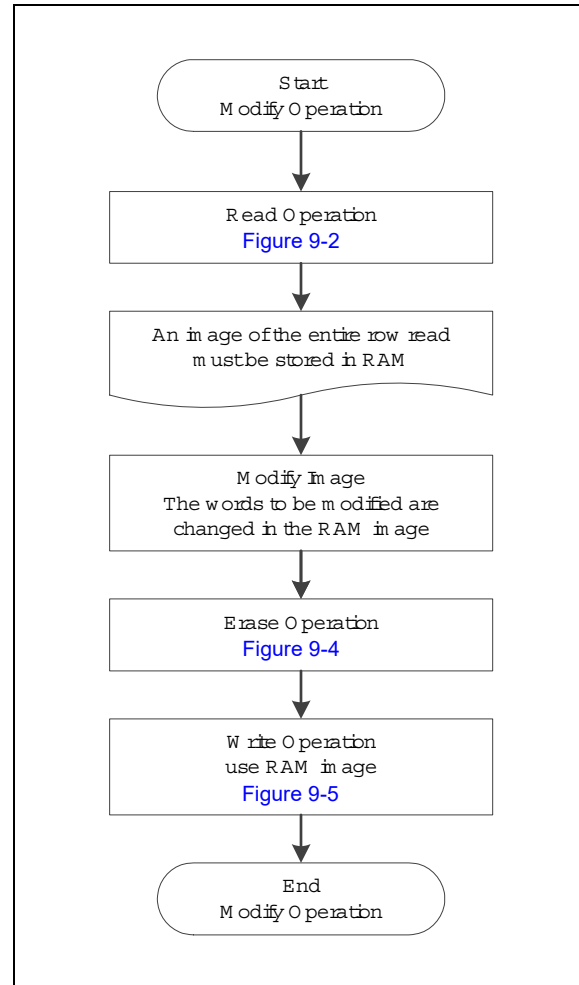 Start
Modify Operation
Read Operation
Figure 9-2
An image of the entire row read
must be stored in RAM
Modify Image
The words to be modified are
changed in the RAM image
Erase Operation
Figure 9-4
Write Operation
use RAM image
Figure 9-5
End
Modify Operation